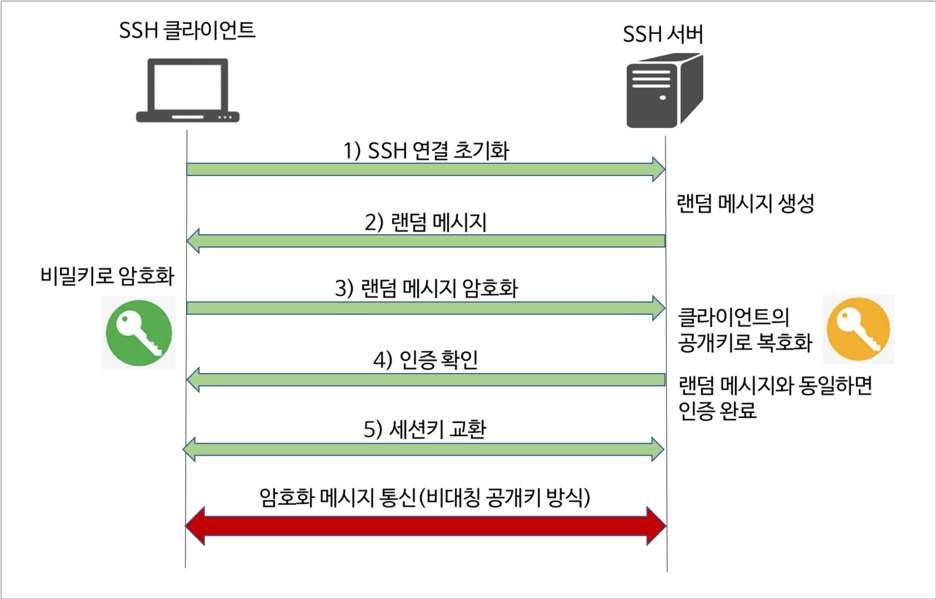 SSH 클라이언트
SSH 서버
1) SSH 연결 초기화
랜덤 메시지 생성
2) 랜덤 메시지
비밀키로 암호화
3) 랜덤 메시지 암호화
클라이언트의
공개키로 복호화
4) 인증 확인
랜덤 메시지와 동일하면
인증 완료
5) 세션키 교환
암호화 메시지 통신(비대칭 공개키 방식)